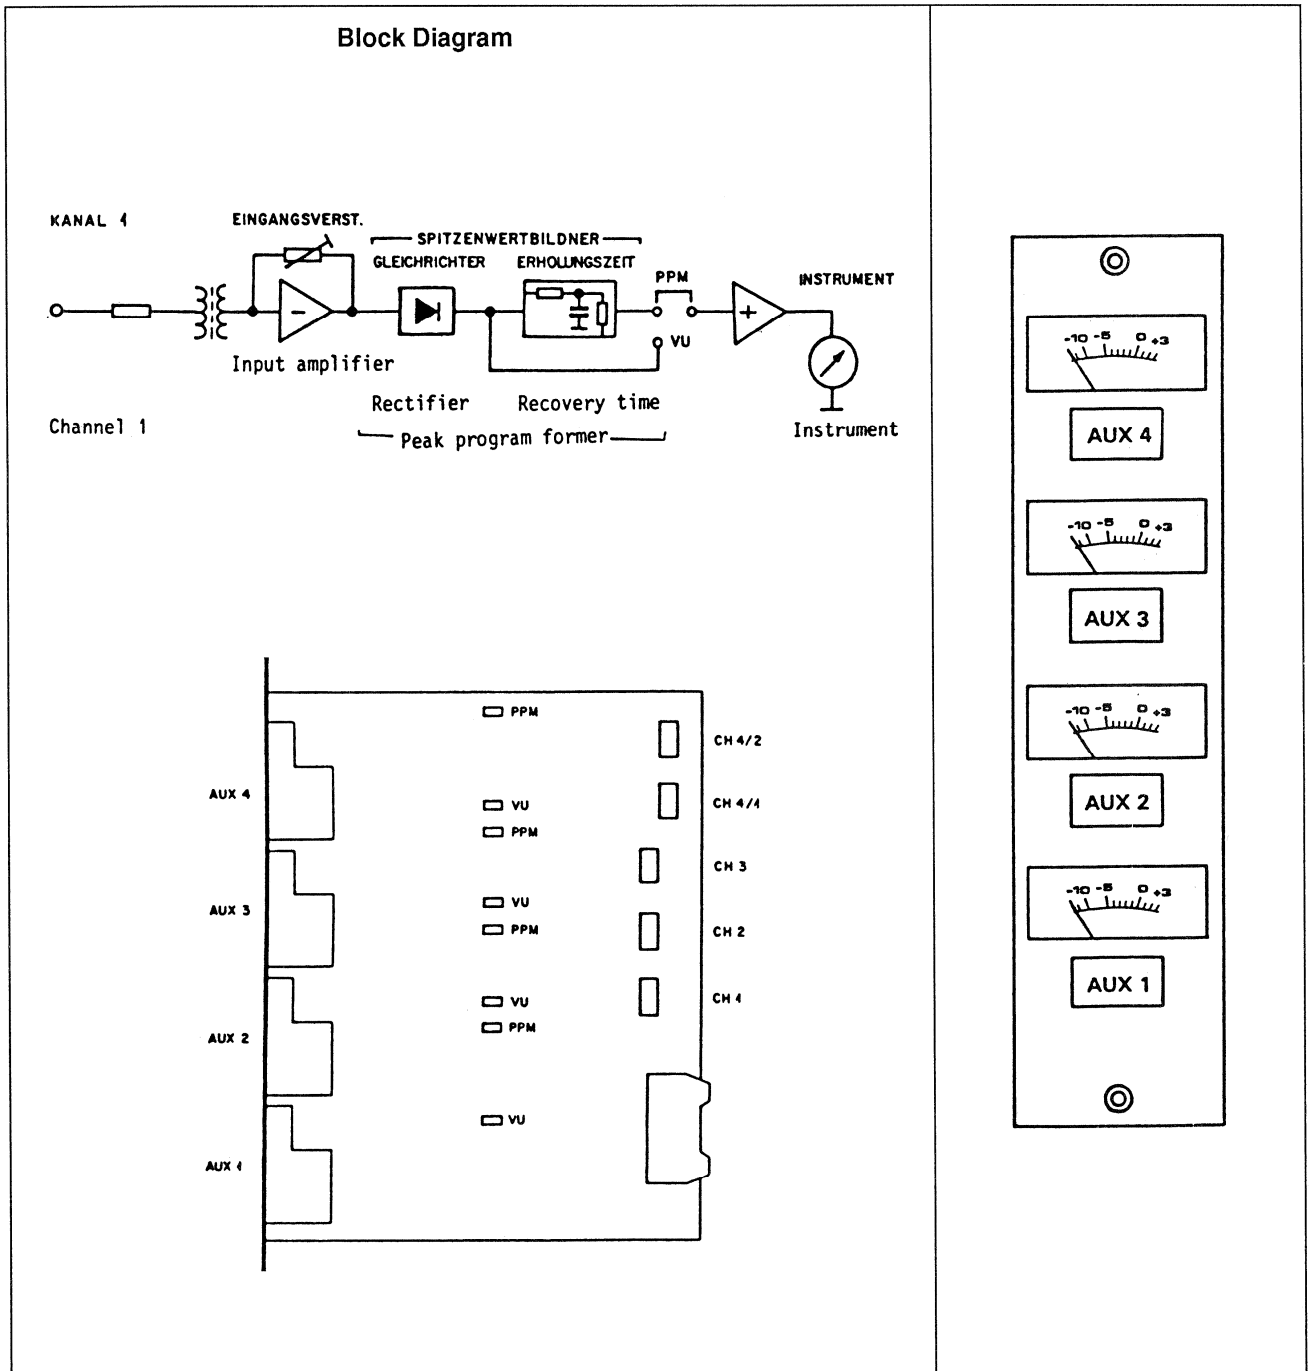 Block Diagram
KANAL 1
EINGANGSVERST.
SPITZENWERTBILDNER
GLEICHRICHTER ERHOLUNGSZEIT
PPM
INSTRUMENT
VU
Input amplifier
Rectifier Recovery time
Channel 1
Peak program former
Instrument
PPM
CH 4/2
AUX 4
VU
CH 4/1
PPM
CH 3
AUX 3
VU
PPM
CH 2
VU
CH 1
PPM
AUX 2
VU
AUX 1
-10 -5 0 +3
AUX 4
-10 -5 0 +3
AUX 3
-10 -5 0 +3
AUX 2
-10 -5 0 +3
AUX 1